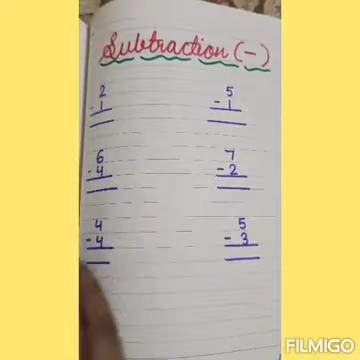 Subtraction (-)
2 5
- 1 - 1
6 7
- 4 - 2
4 5
- 4 - 3
FILMIGO